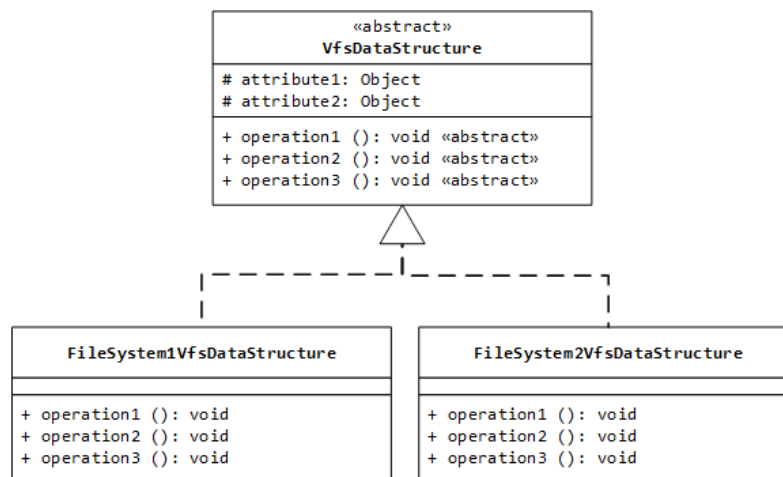 «abstract»
VfsDataStructure
# attribute1: Object
# attribute2: Object
+ operation1 (): void «abstract»
+ operation2 (): void «abstract»
+ operation3 (): void «abstract»
FileSystem1VfsDataStructure
+ operation1 (): void
+ operation2 (): void
+ operation3 (): void
FileSystem2VfsDataStructure
+ operation1 (): void
+ operation2 (): void
+ operation3 (): void